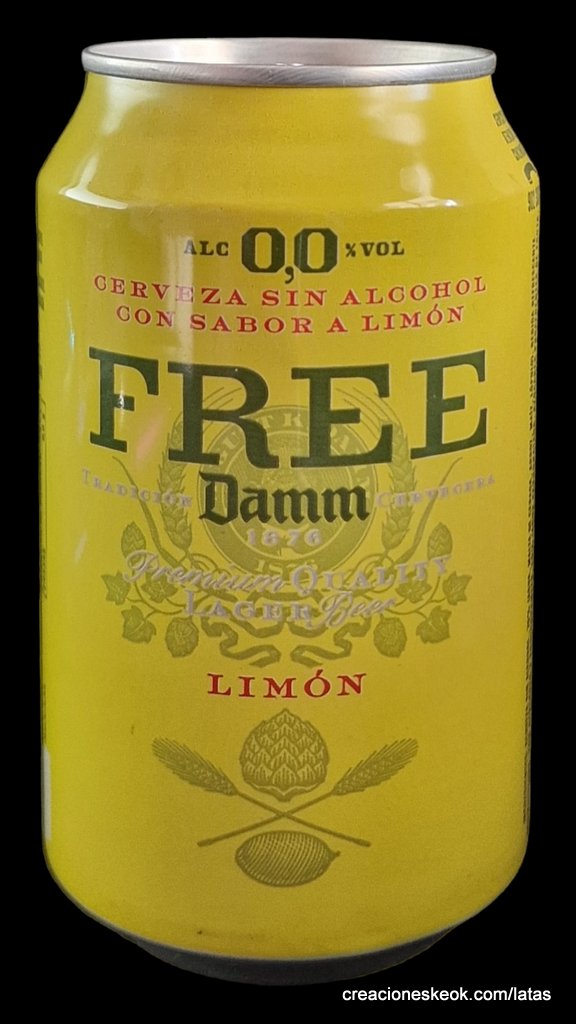 ALC 0,0 % VOL
CERVEZA SIN ALCOHOL
CON SABOR A LIMÓN
FREE
Damm
TRADICIÓN CERVECERA
1876
Premium QUALITY
LAGER Beer
LIMÓN
creacioneskeok.com/latas